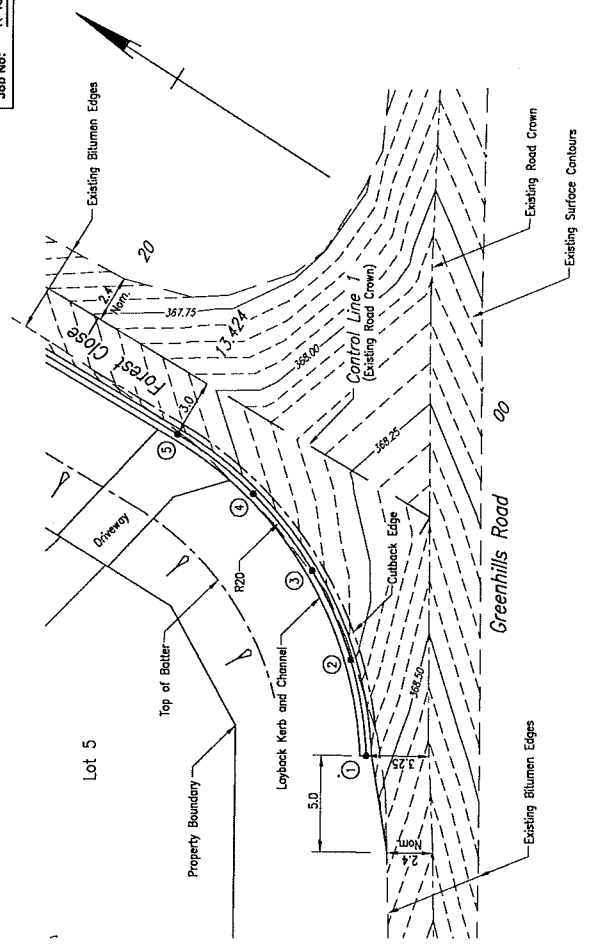 Job No:
Existing Bitumen Edges
20
2.4
Nom.
367.75
13.424
Forest Close
3.0
368.00
Control Line 1
(Existing Road Crown)
5
Driveway
4
R20
368.25
3
Cutback Edge
Top of Batter
Layback Kerb and Channel
2
Lot 5
Property Boundary
1
3.25
5.0
2.4
Nom.
368.50
Greenhills Road
00
Existing Road Crown
Existing Surface Contours
Existing Bitumen Edges